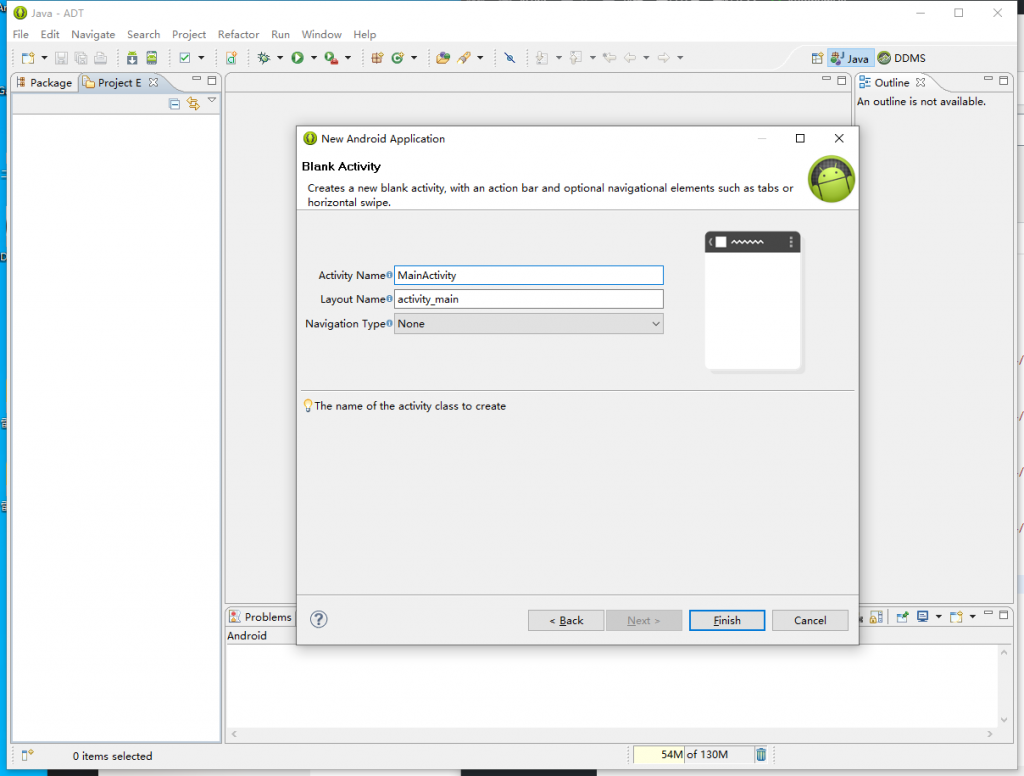 Java - ADT
File Edit Navigate Search Project Refactor Run Window Help
Java DDMS
Package Project E
Outline
An outline is not available.
New Android Application
Blank Activity
Creates a new blank activity, with an action bar and optional navigational elements such as tabs or
horizontal swipe.
Activity Name MainActivity
Layout Name activity_main
Navigation Type None
The name of the activity class to create
< Back Next > Finish Cancel
Problems
Android
0 items selected
54M of 130M